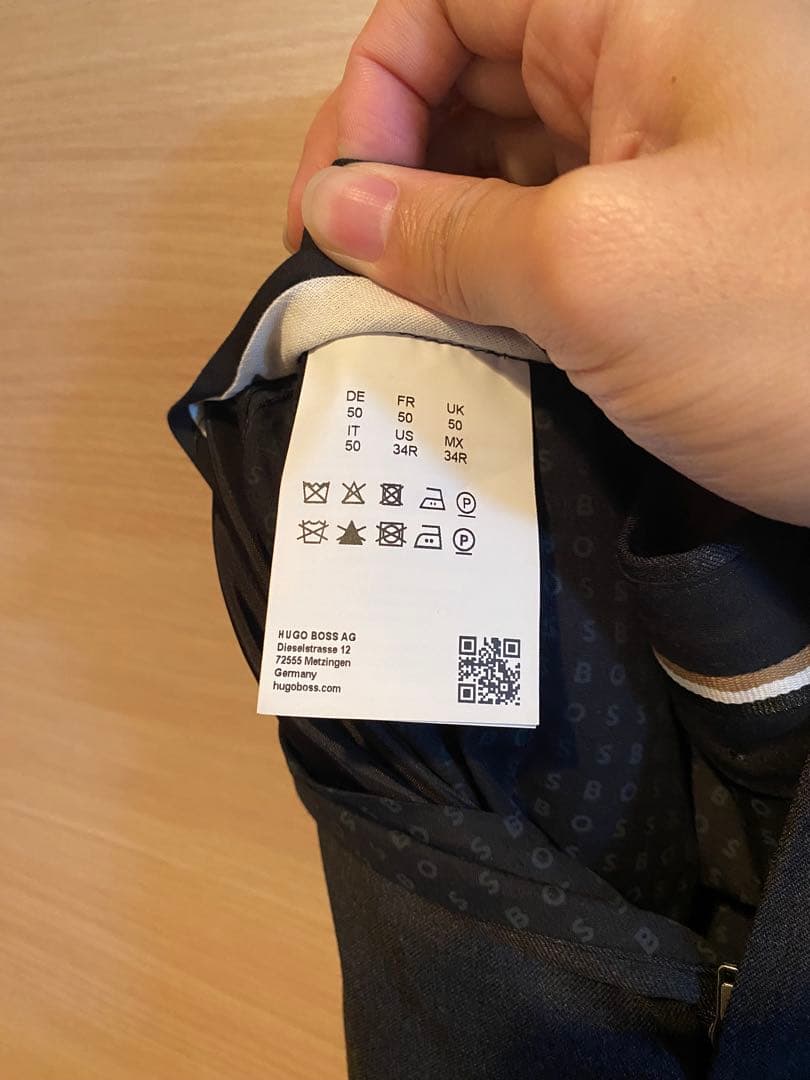 DE FR UK
50 50 50
IT US MX
50 34R 34R
P
P
HUGO BOSS AG
Dieselstrasse 12
72555 Metzingen
Germany
hugoboss.com
BOSS